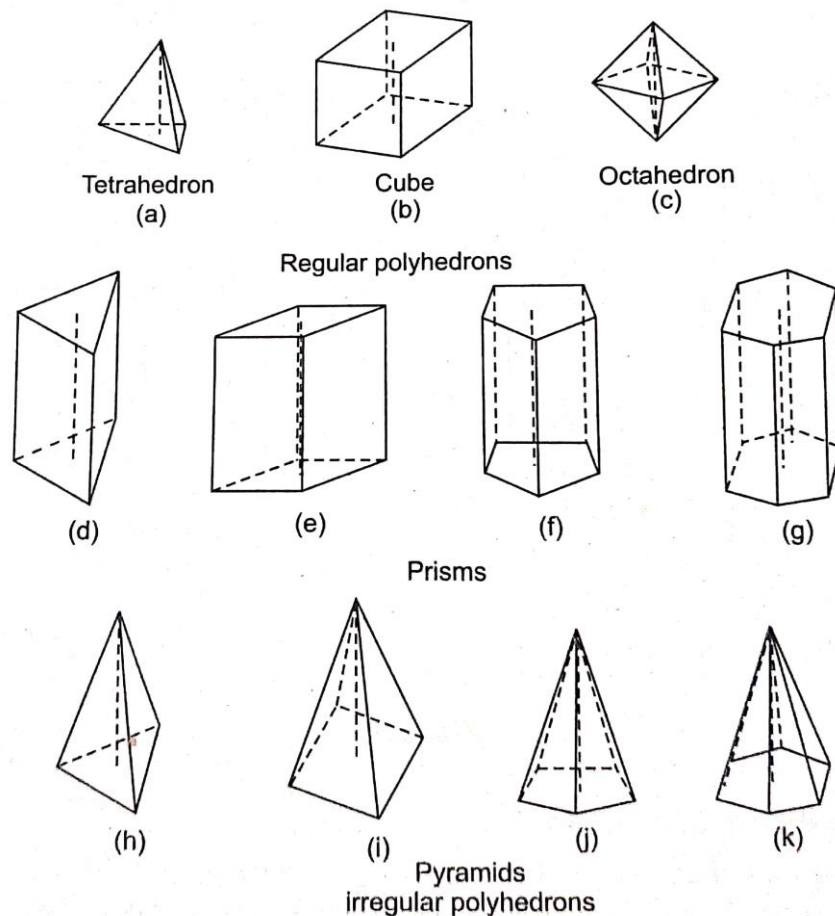 Tetrahedron
(a)
Cube
(b)
Octahedron
(c)
Regular polyhedrons
(d)
(e)
(f)
(g)
Prisms
(h)
(i)
(j)
(k)
Pyramids
irregular polyhedrons